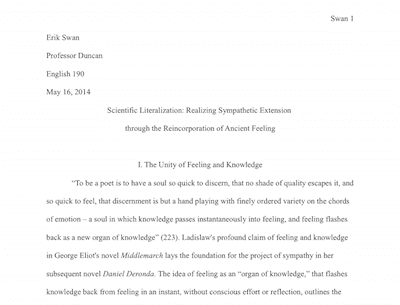 Swan 1
Erik Swan
Professor Duncan
English 190
May 16, 2014
Scientific Literalization: Realizing Sympathetic Extension
through the Reincorporation of Ancient Feeling
I. The Unity of Feeling and Knowledge
“To be a poet is to have a soul so quick to discern, that no shade of quality escapes it, and
so quick to feel, that discernment is but a hand playing with finely ordered variety on the chords
of emotion – a soul in which knowledge passes instantaneously into feeling, and feeling flashes
back as a new organ of knowledge” (223). Ladislaw's profound claim of feeling and knowledge
in George Eliot's novel Middlemarch lays the foundation for the project of sympathy in her
subsequent novel Daniel Deronda. The idea of feeling as an “organ of knowledge,” that flashes
knowledge back from feeling in an instant, without conscious effort or reflection, outlines the